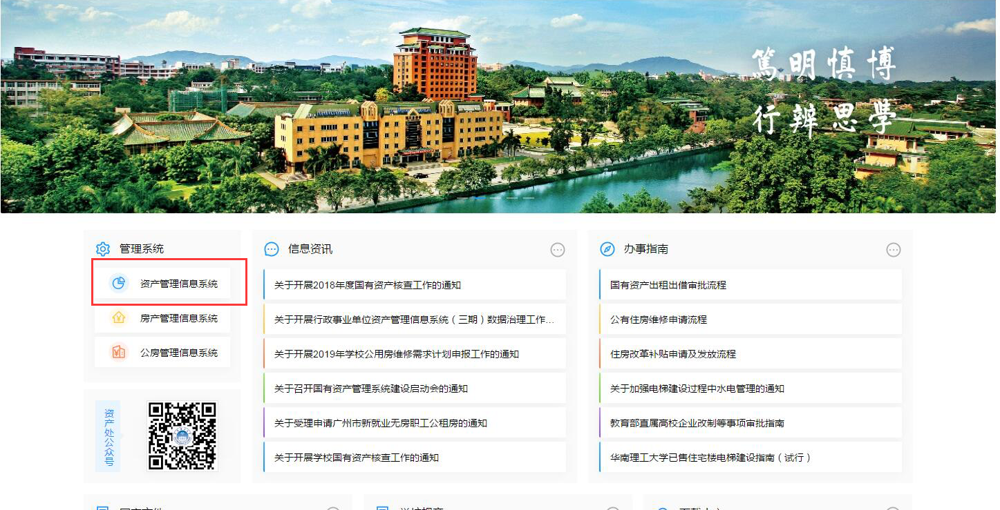 篤明慎博
行辨思學
管理系统
资产管理信息系统
房产管理信息系统
公房管理信息系统
资产处公众号
信息资讯
关于开展2018年度国有资产核查工作的通知
关于开展行政事业单位资产管理信息系统（三期）数据治理工作...
关于开展2019年学校公用房维修需求计划申报工作的通知
关于召开国有资产管理系统建设启动会的通知
关于受理申请广州市新就业无房职工公租房的通知
关于开展学校国有资产核查工作的通知
办事指南
国有资产出租出借审批流程
公有住房维修申请流程
住房改革补贴申请及发放流程
关于加强电梯建设过程中水电管理的通知
教育部直属高校企业改制等事项审批指南
华南理工大学已售住宅楼电梯建设指南（试行）